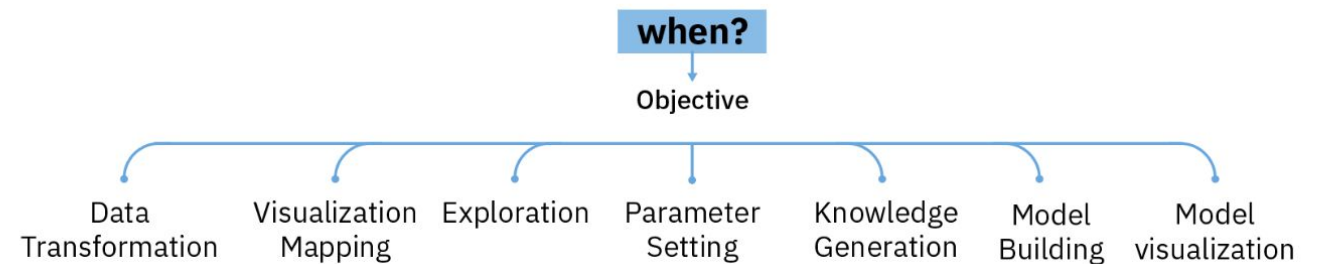 when?
Objective
Data
Transformation
Visualization
Mapping
Exploration
Parameter
Setting
Knowledge
Generation
Model
Building
Model
visualization